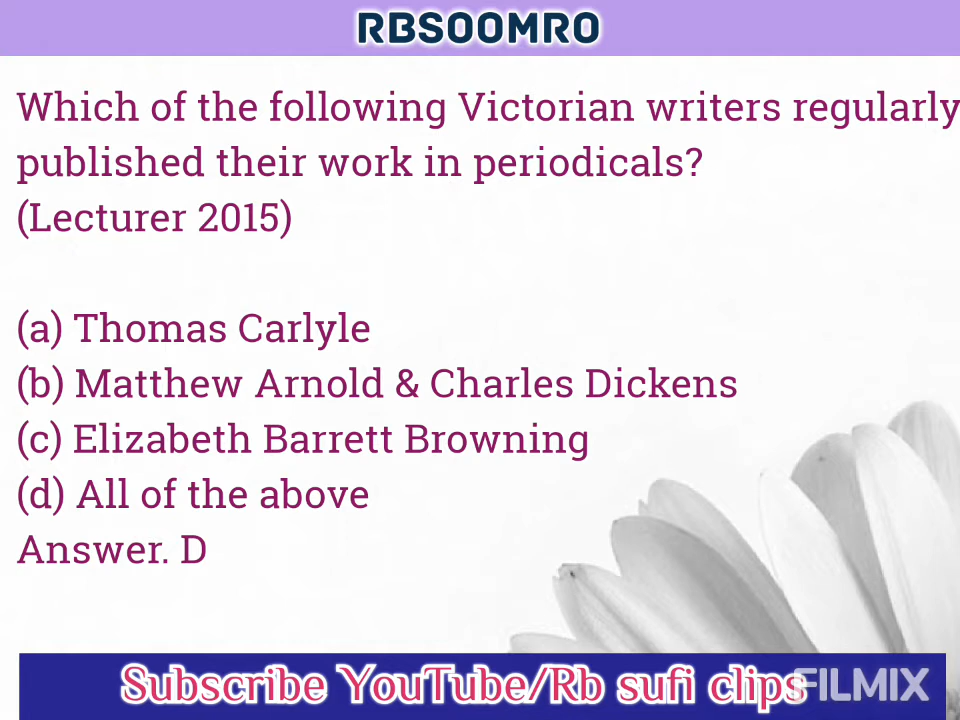 RBSOOMRO
Which of the following Victorian writers regularly
published their work in periodicals?
(Lecturer 2015)
(a) Thomas Carlyle
(b) Matthew Arnold & Charles Dickens
(c) Elizabeth Barrett Browning
(d) All of the above
Answer. D
Subscribe YouTube/Rb sufi clips
FILMIX